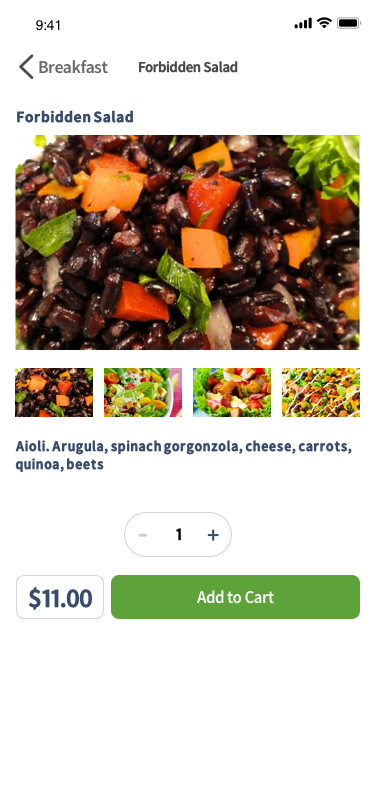 9:41
Breakfast
Forbidden Salad
Forbidden Salad
Aioli. Arugula, spinach gorgonzola, cheese, carrots,
quinoa, beets
- 1 +
$11.00
Add to Cart